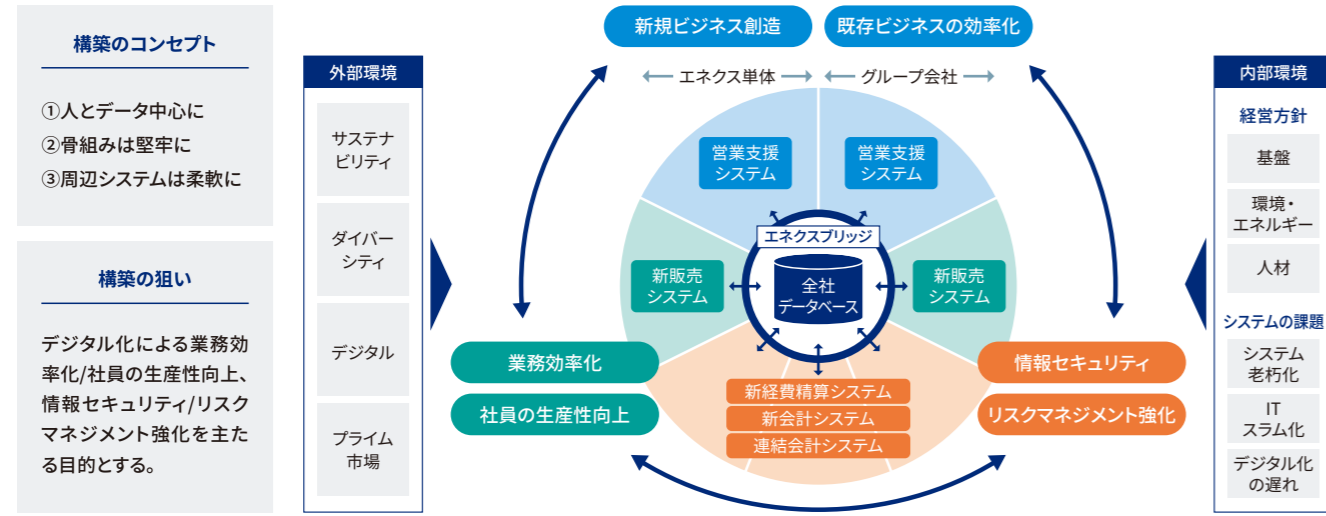 構築のコンセプト
①人とデータ中心に
②骨組みは堅牢に
③周辺システムは柔軟に
構築の狙い
デジタル化による業務効
率化/社員の生産性向上、
情報セキュリティ/リスク
マネジメント強化を主た
る目的とする。
外部環境
サステナ
ビリティ
ダイバー
シティ
デジタル
プライム
市場
新規ビジネス創造
既存ビジネスの効率化
エネクス単体
グループ会社
営業支援
システム
営業支援
システム
エネクスブリッジ
新販売
システム
全社
データベース
新販売
システム
業務効率化
社員の生産性向上
情報セキュリティ
リスクマネジメント強化
新経費精算システム
新会計システム
連結会計システム
内部環境
経営方針
基盤
環境・
エネルギー
人材
システムの課題
システム
老朽化
IT
スラム化
デジタル化
の遅れ